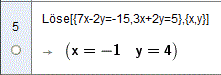 5
Löse[{7x-2y=-15,3x+2y=5},{x,y}]
→ (x = −1 y = 4)